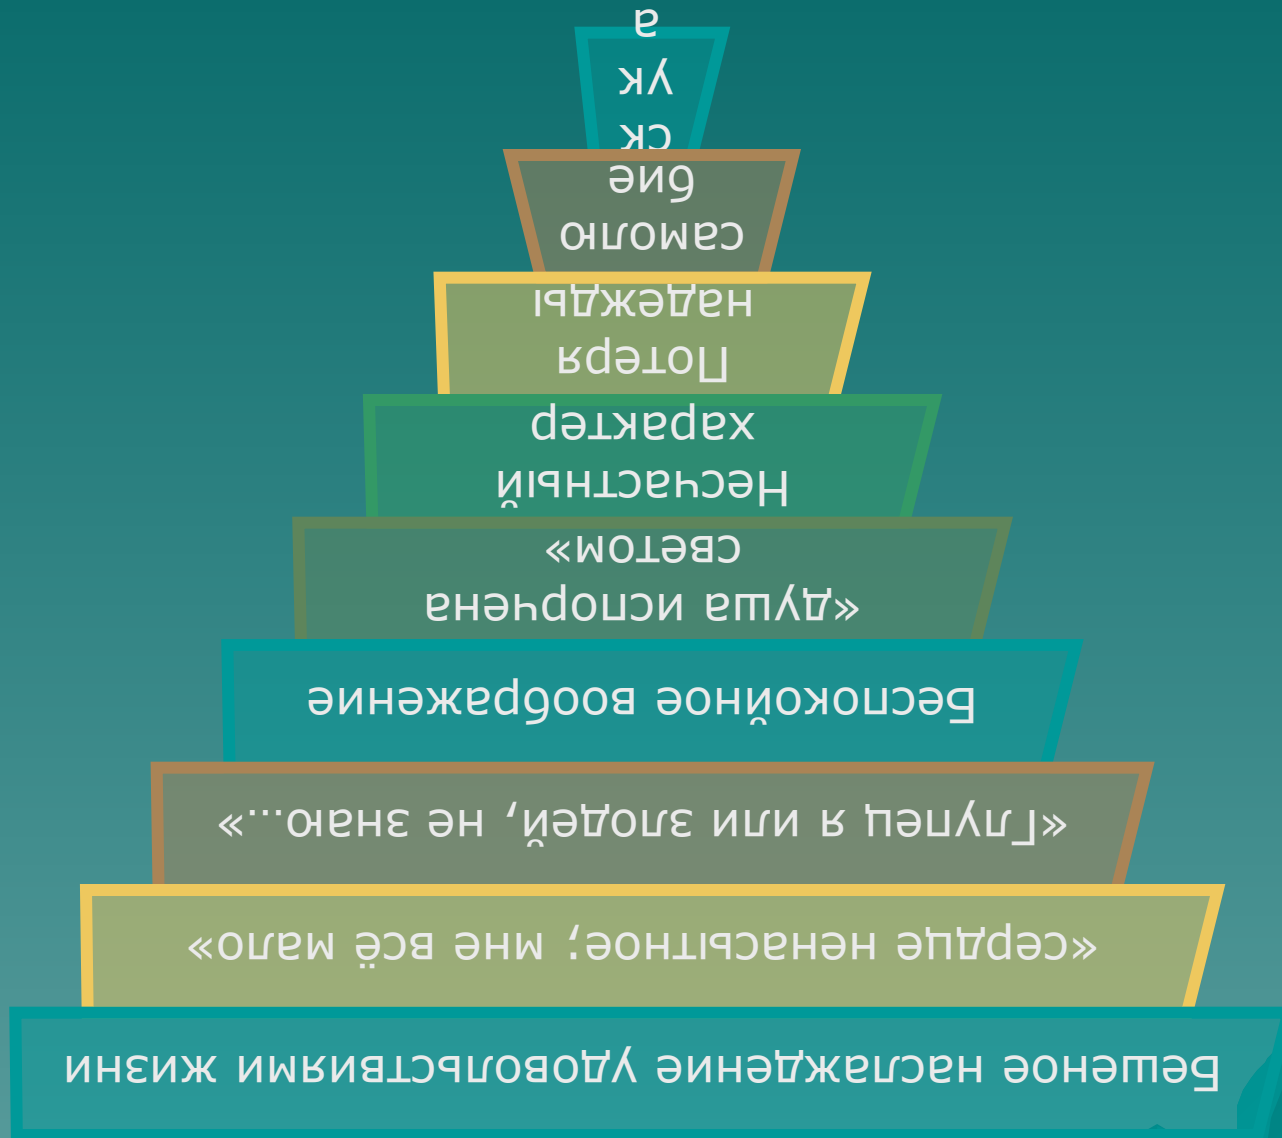 Бешеное наслаждение удовольствиями жизни
«сердце ненасытное; мне всё мало»
«Глупец я или злодей, не знаю...»
Беспокойное воображение
«душа испорчена
светом»
Несчастный
характер
Потеря
надежды
самолю
бие
ск
ук
а